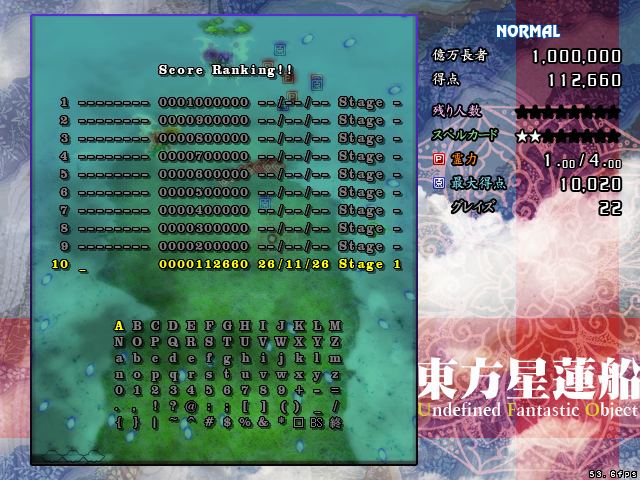 Score Ranking!!
1 -------- 0001000000 --/--/-- Stage -
2 -------- 0000900000 --/--/-- Stage -
3 -------- 0000800000 --/--/-- Stage -
4 -------- 0000700000 --/--/-- Stage -
5 -------- 0000600000 --/--/-- Stage -
6 -------- 0000500000 --/--/-- Stage -
7 -------- 0000400000 --/--/-- Stage -
8 -------- 0000300000 --/--/-- Stage -
9 -------- 0000200000 --/--/-- Stage -
10 _ 0000112660 26/11/26 Stage 1
A B C D E F G H I J K L M
N O P Q R S T U V W X Y Z
a b c d e f g h i j k l m
n o p q r s t u v w x y z
0 1 2 3 4 5 6 7 8 9 + - =
. , ! ? @ : ; [ ] ( ) _ /
{ } | ~ ^ # $ % & * □ BS 終
NORMAL
億万長者 1,000,000
得点 112,660
残り人数
スペルカード ★★
P 霊力 1.00/4.00
点 最大得点 10,020
グレイズ 22
東方星蓮船
Undefined Fantastic Object
53.6fps